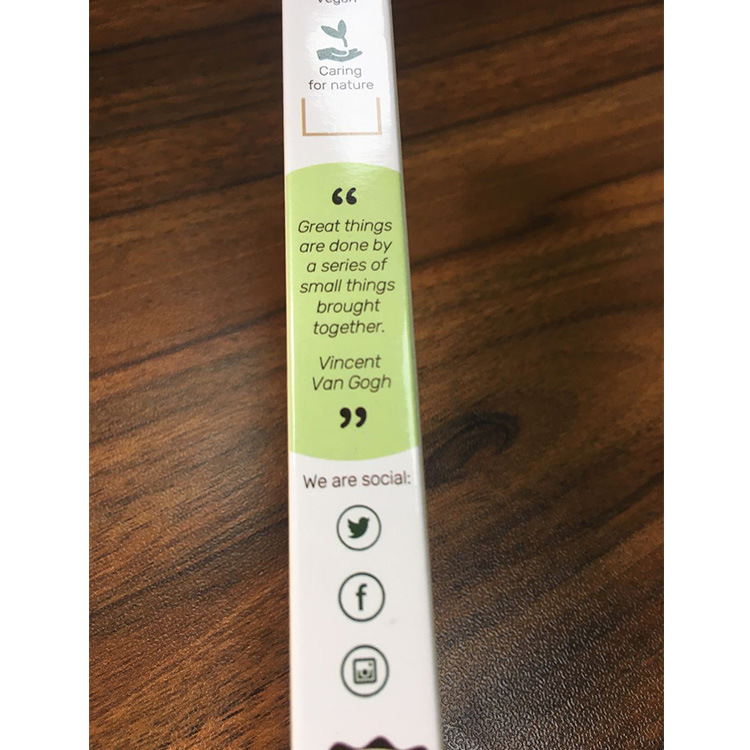 Vegan
Caring
for nature
“
Great things
are done by
a series of
small things
brought
together.
Vincent
Van Gogh
”
We are social:
f